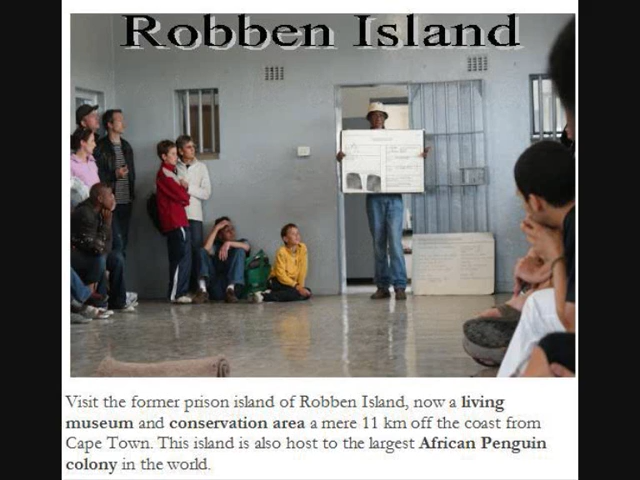 Robben Island
Visit the former prison island of Robben Island, now a living
museum and conservation area a mere 11 km off the coast from
Cape Town. This island is also host to the largest African Penguin
colony in the world.